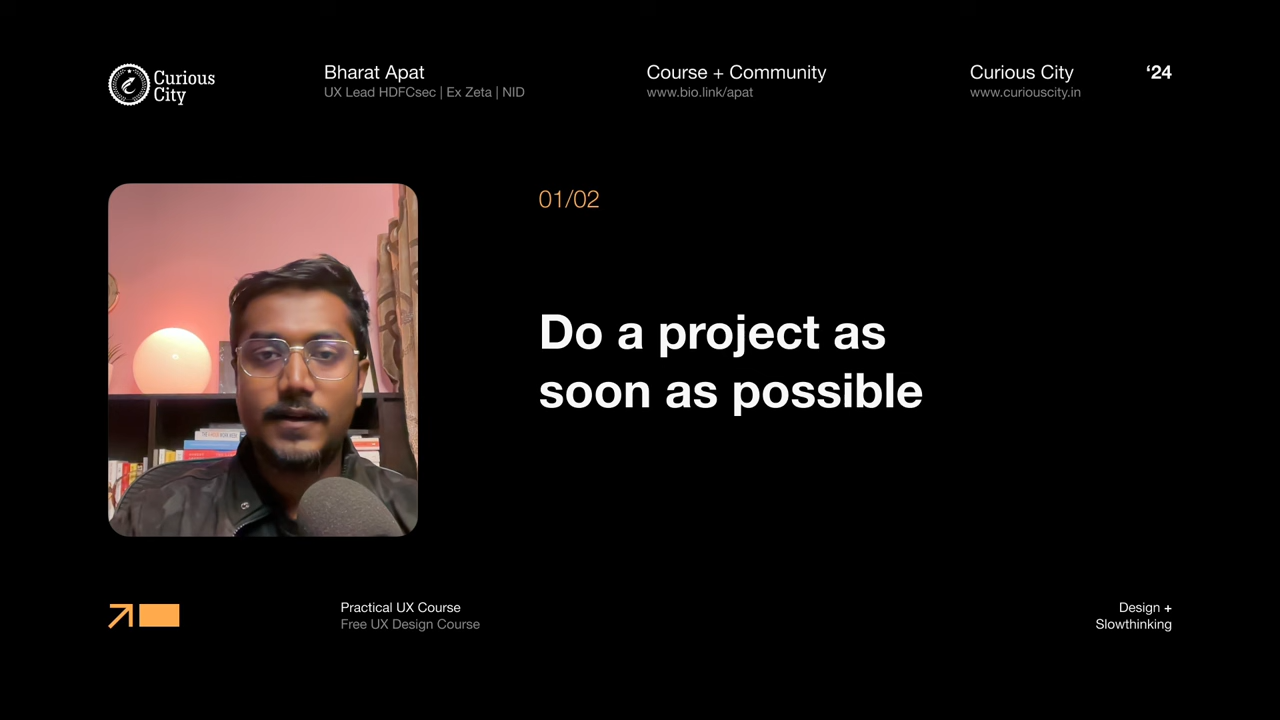 Curious
City
Bharat Apat
UX Lead HDFCsec | Ex Zeta | NID
Course + Community
www.bio.link/apat
Curious City
www.curiouscity.in
‘24
01/02
Do a project as
soon as possible
Practical UX Course
Free UX Design Course
Design +
Slowthinking